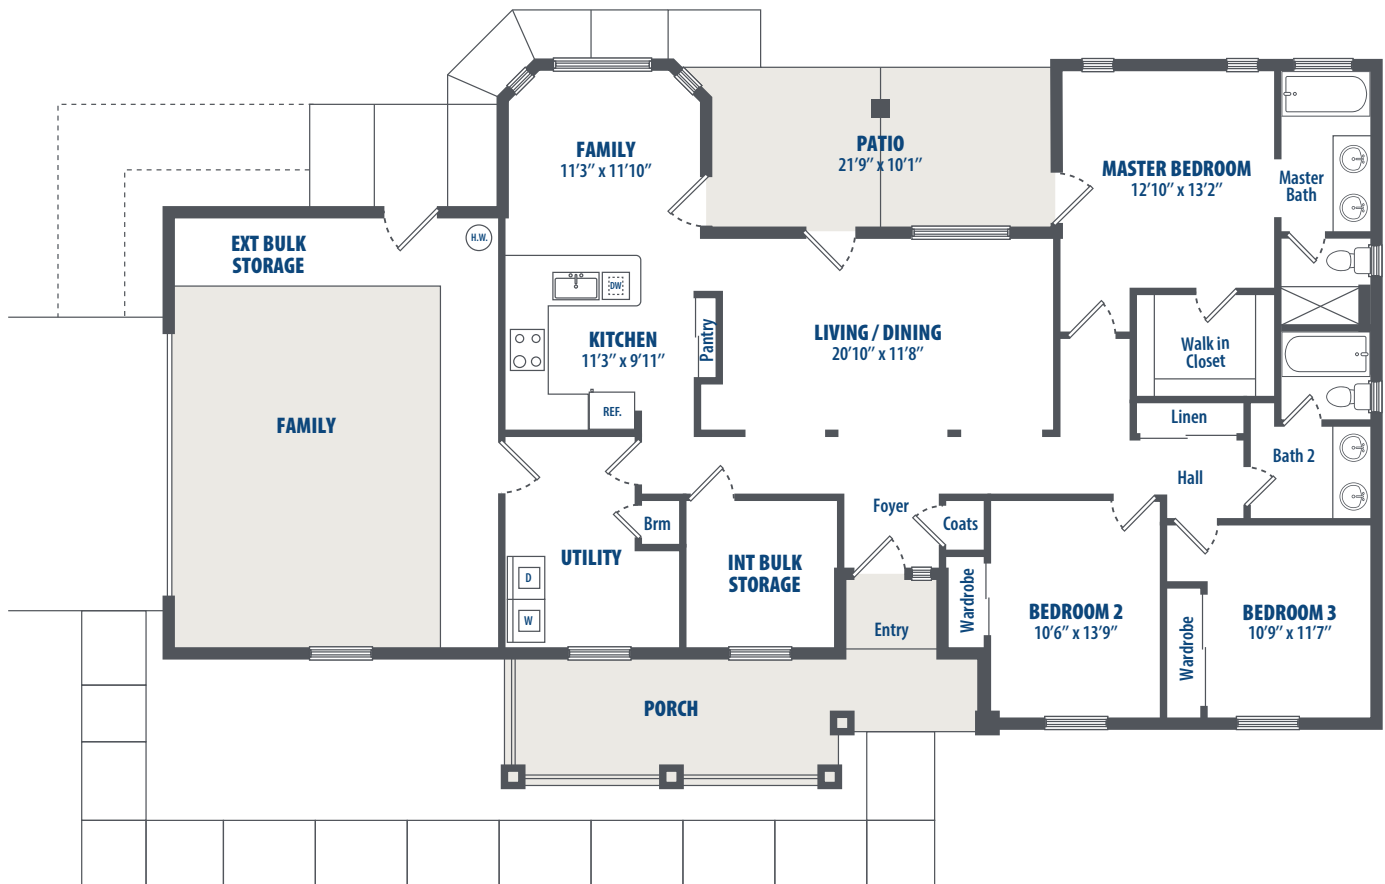 FAMILY
11'3" x 11'10"
PATIO
21'9" x 10'1"
MASTER BEDROOM
12'10" x 13'2"
Master
Bath
EXT BULK
STORAGE
H.W.
DW
KITCHEN
11'3" x 9'11"
Pantry
LIVING / DINING
20'10" x 11'8"
Walk in
Closet
REF.
FAMILY
Linen
Bath 2
Hall
Foyer
Brm
Coats
UTILITY
INT BULK
STORAGE
D
W
Entry
Wardrobe
BEDROOM 2
10'6" x 13'9"
Wardrobe
BEDROOM 3
10'9" x 11'7"
PORCH